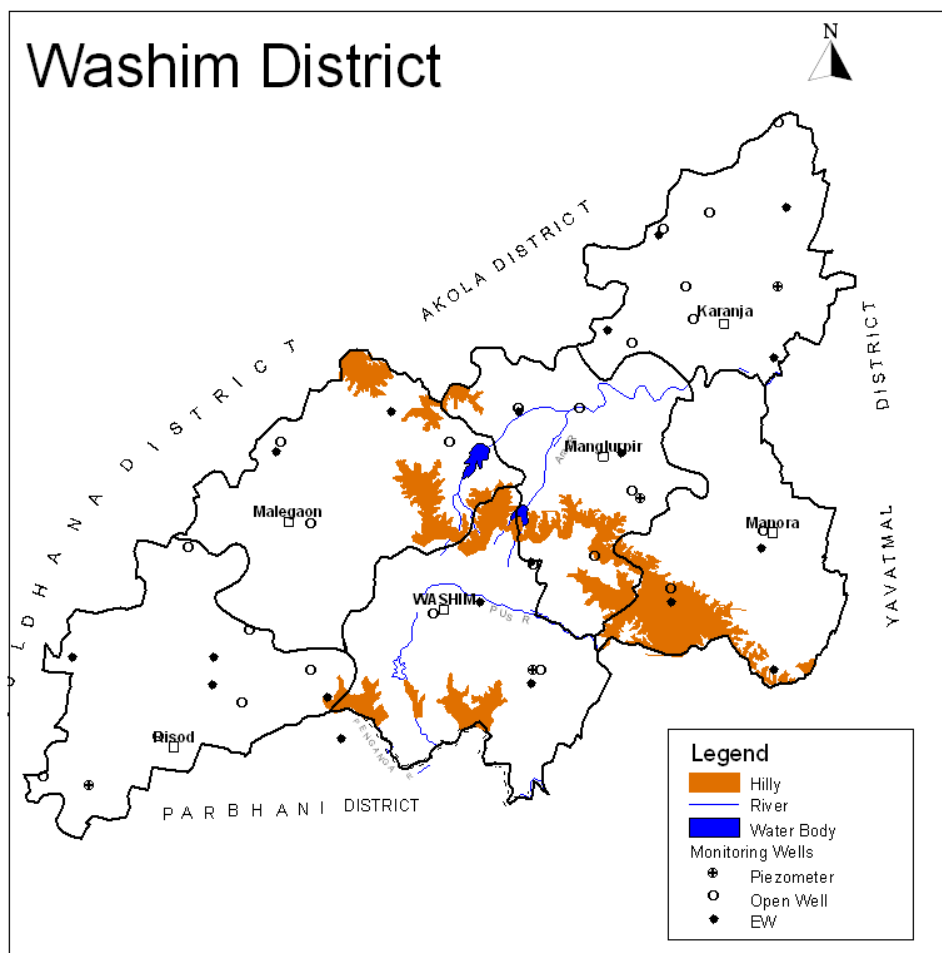 Washim District
N
AKOLA DISTRICT
Karanja
DISTRICT
YAVATMAL
LDHANA DISTRICT
Manglurpir
Malegaon
Manora
WASHIM
PUS R
Risod
PENGANGA R
PARBHANI DISTRICT
Legend
Hilly
River
Water Body
Monitoring Wells
Piezometer
Open Well
EW